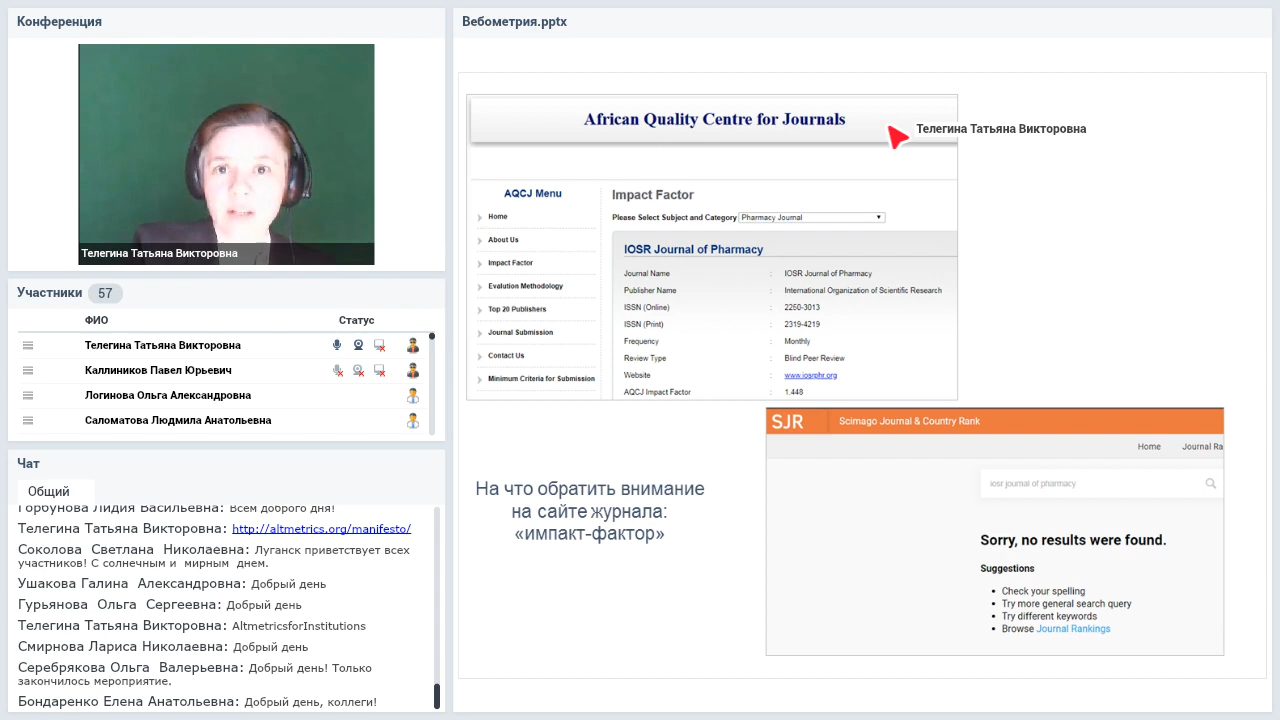 Конференция
Телегина Татьяна Викторовна
Участники 57
ФИО Статус
Телегина Татьяна Викторовна
Каллиников Павел Юрьевич
Логинова Ольга Александровна
Саломатова Людмила Анатольевна
Чат
Общий
Горбунова Лидия Васильевна: Всем доброго дня!
Телегина Татьяна Викторовна: http://altmetrics.org/manifesto/
Соколова Светлана Николаевна: Луганск приветствует всех
участников! С солнечным и мирным днем.
Ушакова Галина Александровна: Добрый день
Гурьянова Ольга Сергеевна: Добрый день
Телегина Татьяна Викторовна: AltmetricsforInstitutions
Смирнова Лариса Николаевна: Добрый день
Серебрякова Ольга Валерьевна: Добрый день! Только
закончилось мероприятие.
Бондаренко Елена Анатольевна: Добрый день, коллеги!
Вебометрия.pptx
African Quality Centre for Journals
Телегина Татьяна Викторовна
AQCJ Menu
Home
About Us
Impact Factor
Evalution Methodology
Top 20 Publishers
Journal Submission
Contact Us
Minimum Criteria for Submission
Impact Factor
Please Select Subject and Category Pharmacy Journal
IOSR Journal of Pharmacy
Journal Name : IOSR Journal of Pharmacy
Publisher Name : International Organization of Scientific Research
ISSN (Online) : 2250-3013
ISSN (Print) : 2319-4219
Frequency : Monthly
Review Type : Blind Peer Review
Website : www.iosrphr.org
AQCJ Impact Factor : 1.448
На что обратить внимание
на сайте журнала:
«импакт-фактор»
SJR Scimago Journal & Country Rank
Home Journal Ra
iosr journal of pharmacy
Sorry, no results were found.
Suggestions
• Check your spelling
• Try more general search query
• Try different keywords
• Browse Journal Rankings